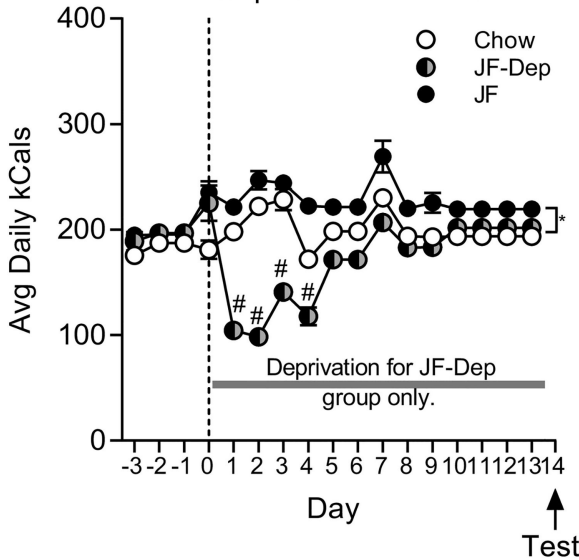 400
300
200
100
0
Avg Daily kCals
Chow
JF-Dep
JF
*
#
#
#
#
Deprivation for JF-Dep
group only.
-3 -2 -1 0 1 2 3 4 5 6 7 8 9 10 11 12 13 14
Day
Test